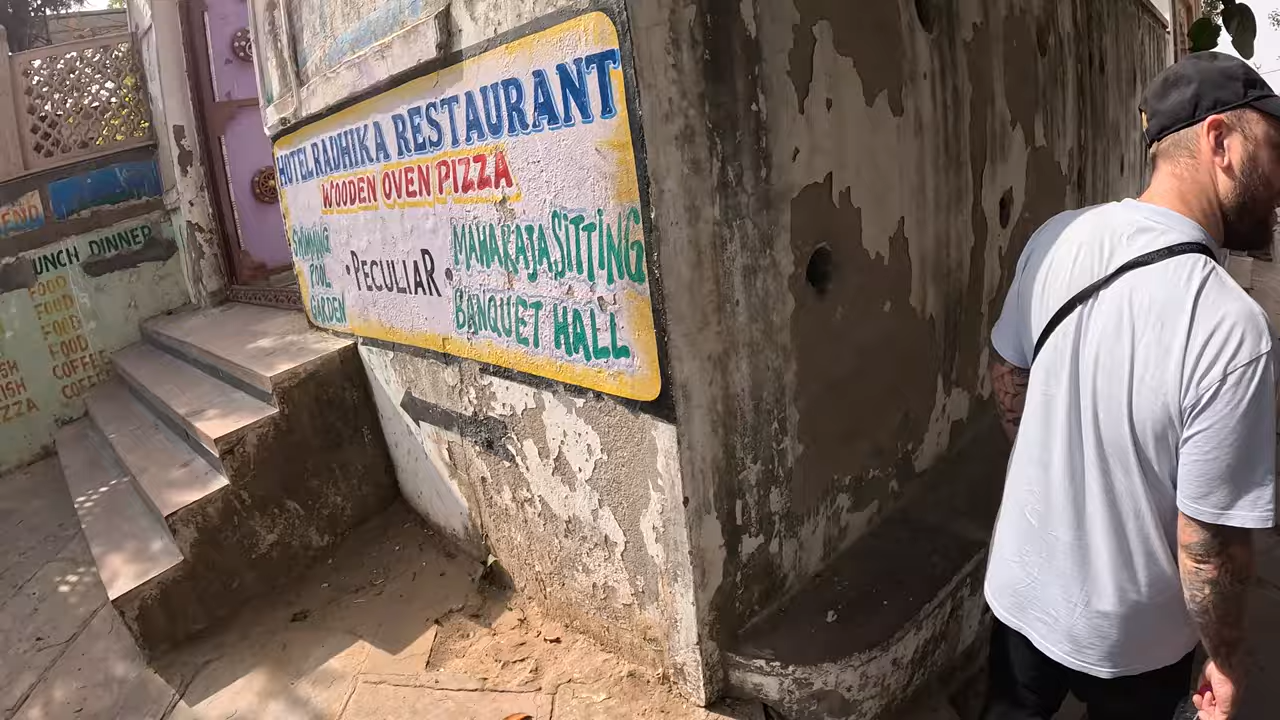 HOTEL RADHIKA RESTAURANT
WOODEN OVEN PIZZA
SWIMMING
POOL
GARDEN
• PECULIAR •
MAHARAJA SITTING
BANQUET HALL
LUNCH DINNER
FOOD
FOOD
FOOD
FOOD
COFFEE
COFFEE
adidas